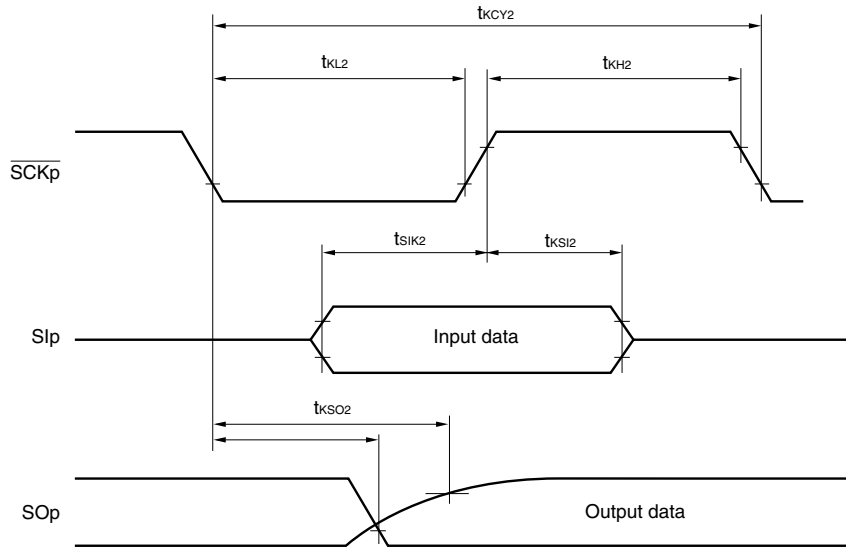 tKCY2
tKL2
tKH2
SCKp
tSIK2
tKSI2
SIp
Input data
tKSO2
SOp
Output data